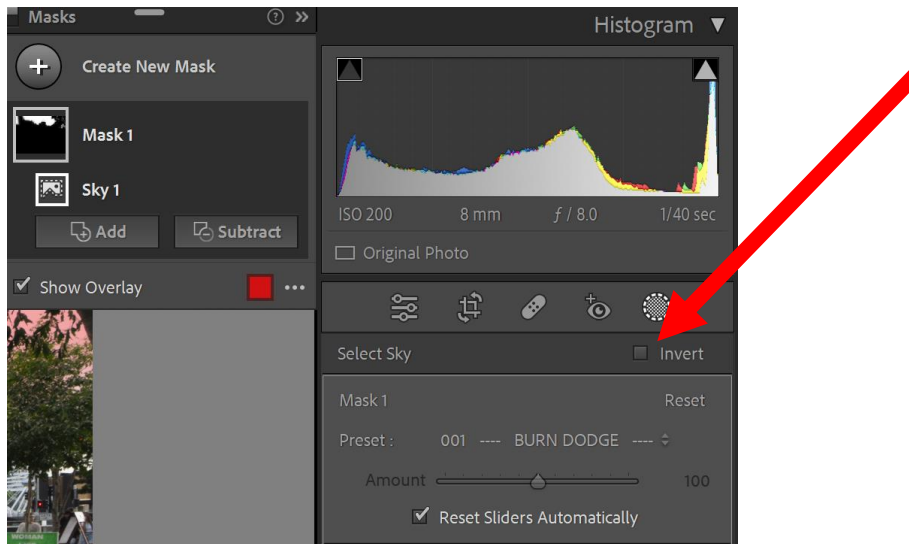 Masks
Create New Mask
Mask 1
Sky 1
Add
Subtract
Show Overlay
WOMAN
Histogram
ISO 200 8 mm ƒ / 8.0 1/40 sec
Original Photo
Select Sky
Invert
Mask 1
Reset
Preset : 001 ---- BURN DODGE ----
Amount 100
Reset Sliders Automatically